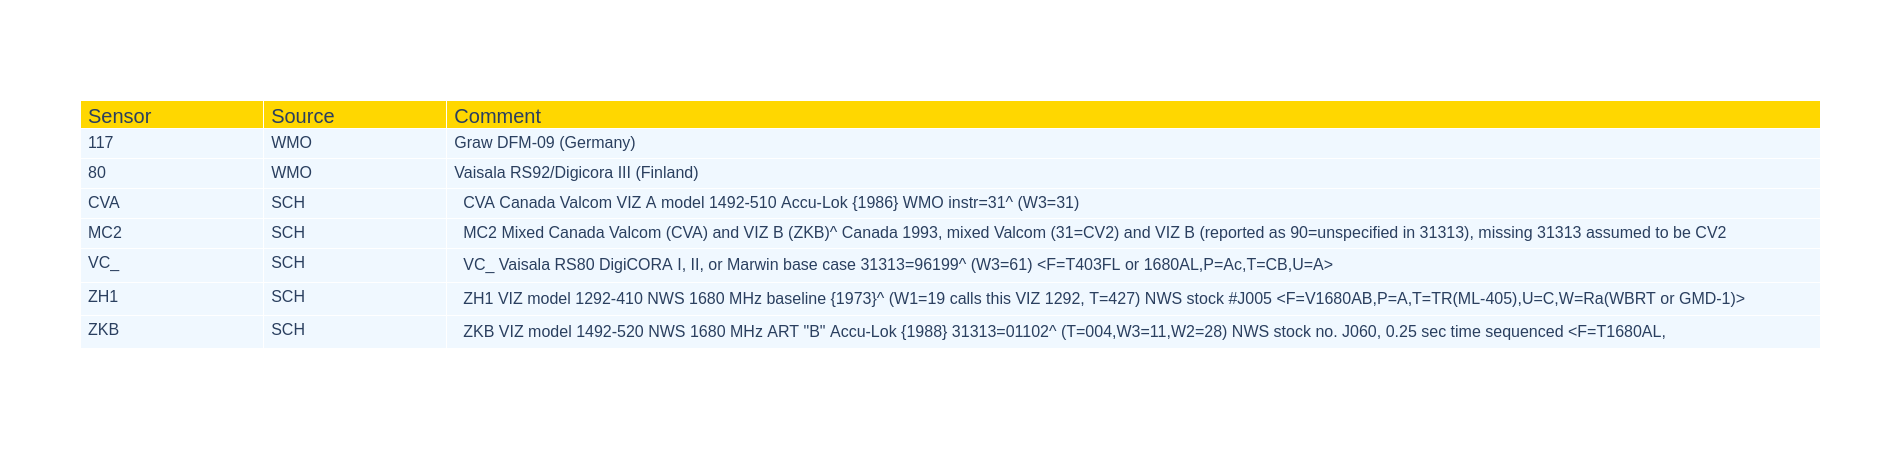 Sensor Source Comment
117 WMO Graw DFM-09 (Germany)
80 WMO Vaisala RS92/Digicora III (Finland)
CVA SCH CVA Canada Valcom VIZ A model 1492-510 Accu-Lok {1986} WMO instr=31^ (W3=31)
MC2 SCH MC2 Mixed Canada Valcom (CVA) and VIZ B (ZKB)^ Canada 1993, mixed Valcom (31=CV2) and VIZ B (reported as 90=unspecified in 31313), missing 31313 assumed to be CV2
VC_ SCH VC_ Vaisala RS80 DigiCORA I, II, or Marwin base case 31313=96199^ (W3=61) <F=T403FL or 1680AL,P=Ac,T=CB,U=A>
ZH1 SCH ZH1 VIZ model 1292-410 NWS 1680 MHz baseline {1973}^ (W1=19 calls this VIZ 1292, T=427) NWS stock #J005 <F=V1680AB,P=A,T=TR(ML-405),U=C,W=Ra(WBRT or GMD-1)>
ZKB SCH ZKB VIZ model 1492-520 NWS 1680 MHz ART "B" Accu-Lok {1988} 31313=01102^ (T=004,W3=11,W2=28) NWS stock no. J060, 0.25 sec time sequenced <F=T1680AL,